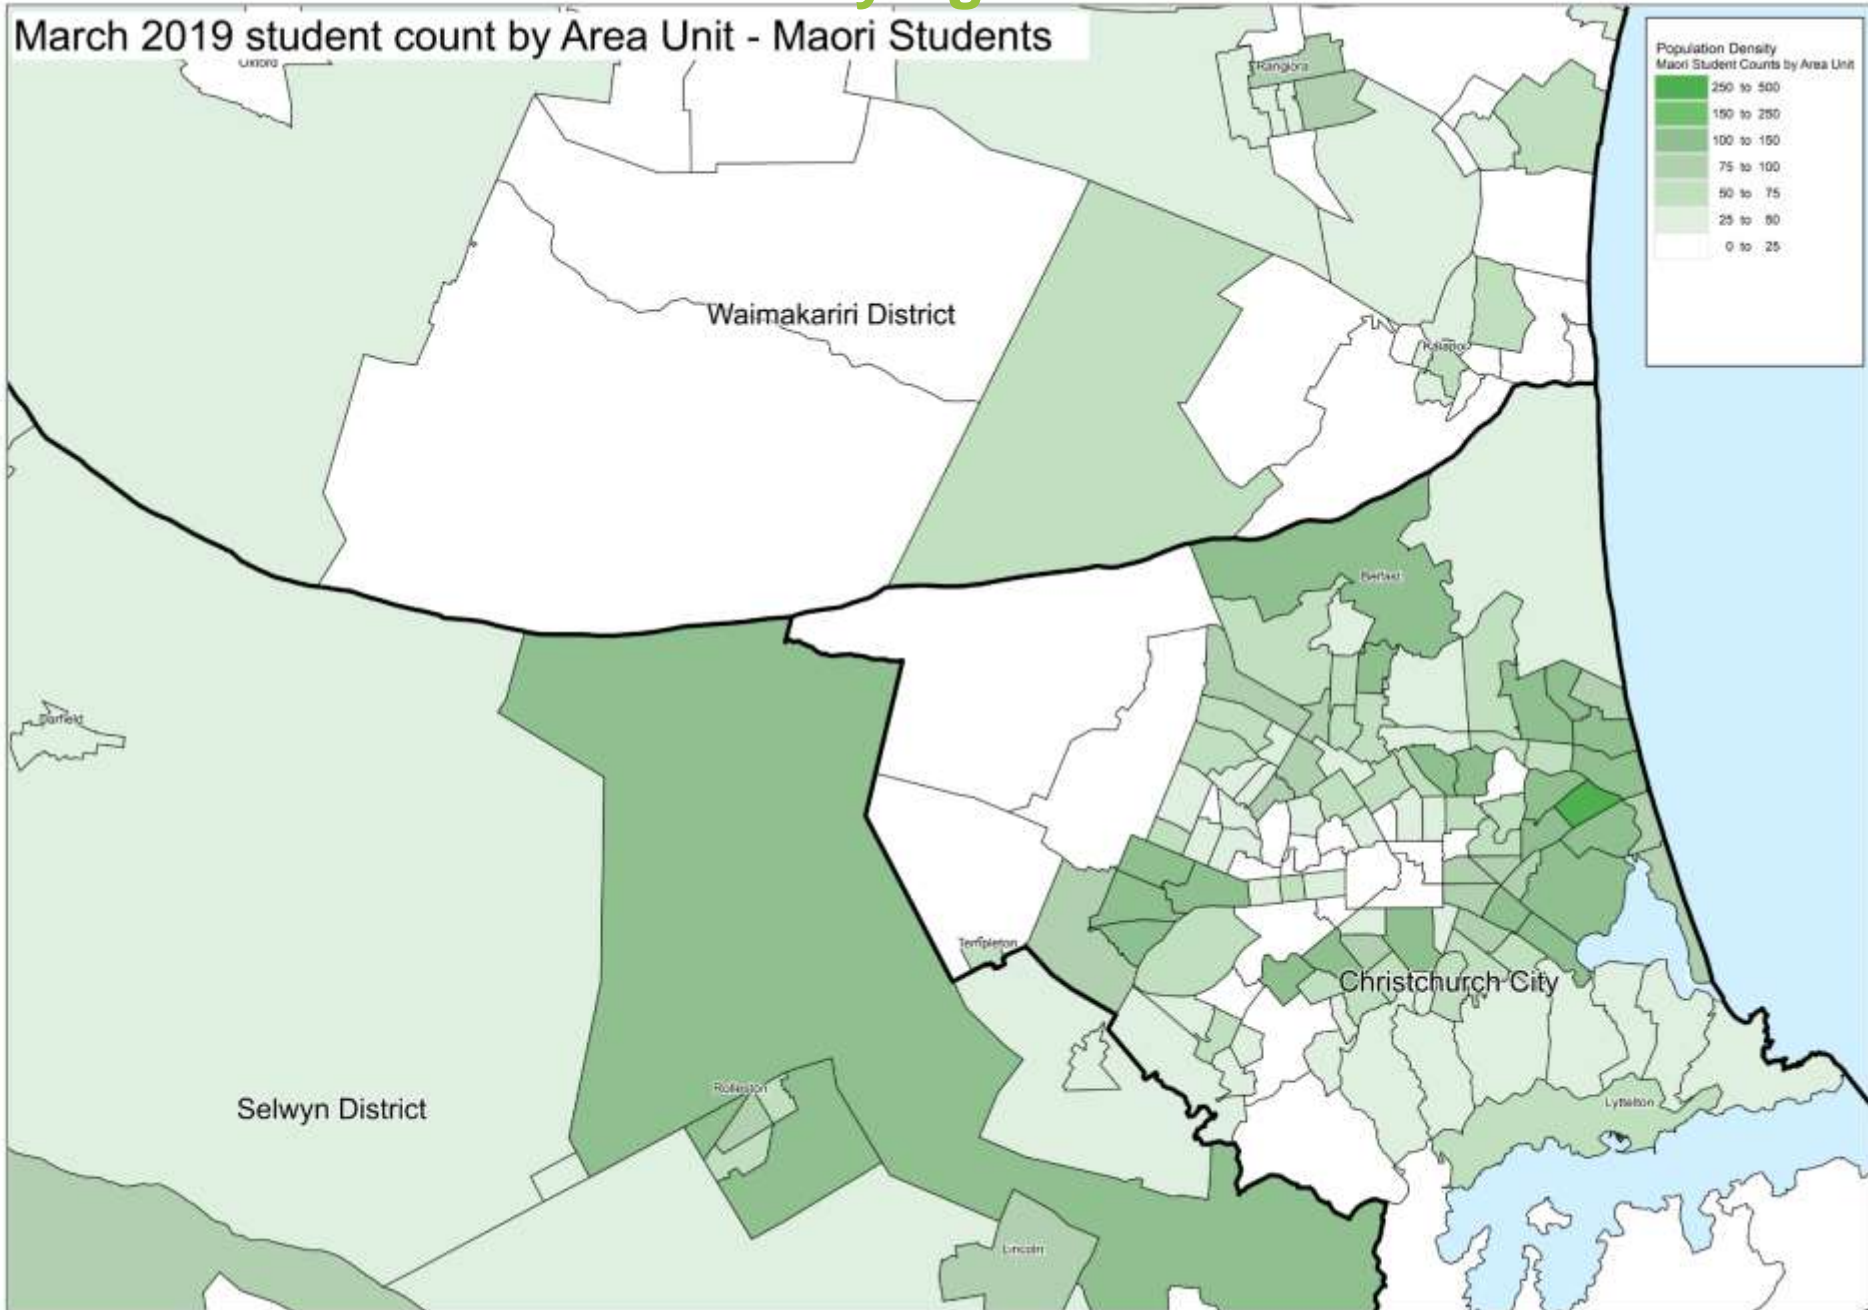 March 2019 student count by Area Unit - Maori Students
Population Density
Maori Student Counts by Area Unit
250 to 500
150 to 250
100 to 150
75 to 100
50 to 75
25 to 50
0 to 25
Oxford
Rangiora
Waimakariri District
Kaiapoi
Belfast
Darfield
Templeton
Christchurch City
Rolleston
Selwyn District
Lyttelton
Lincoln